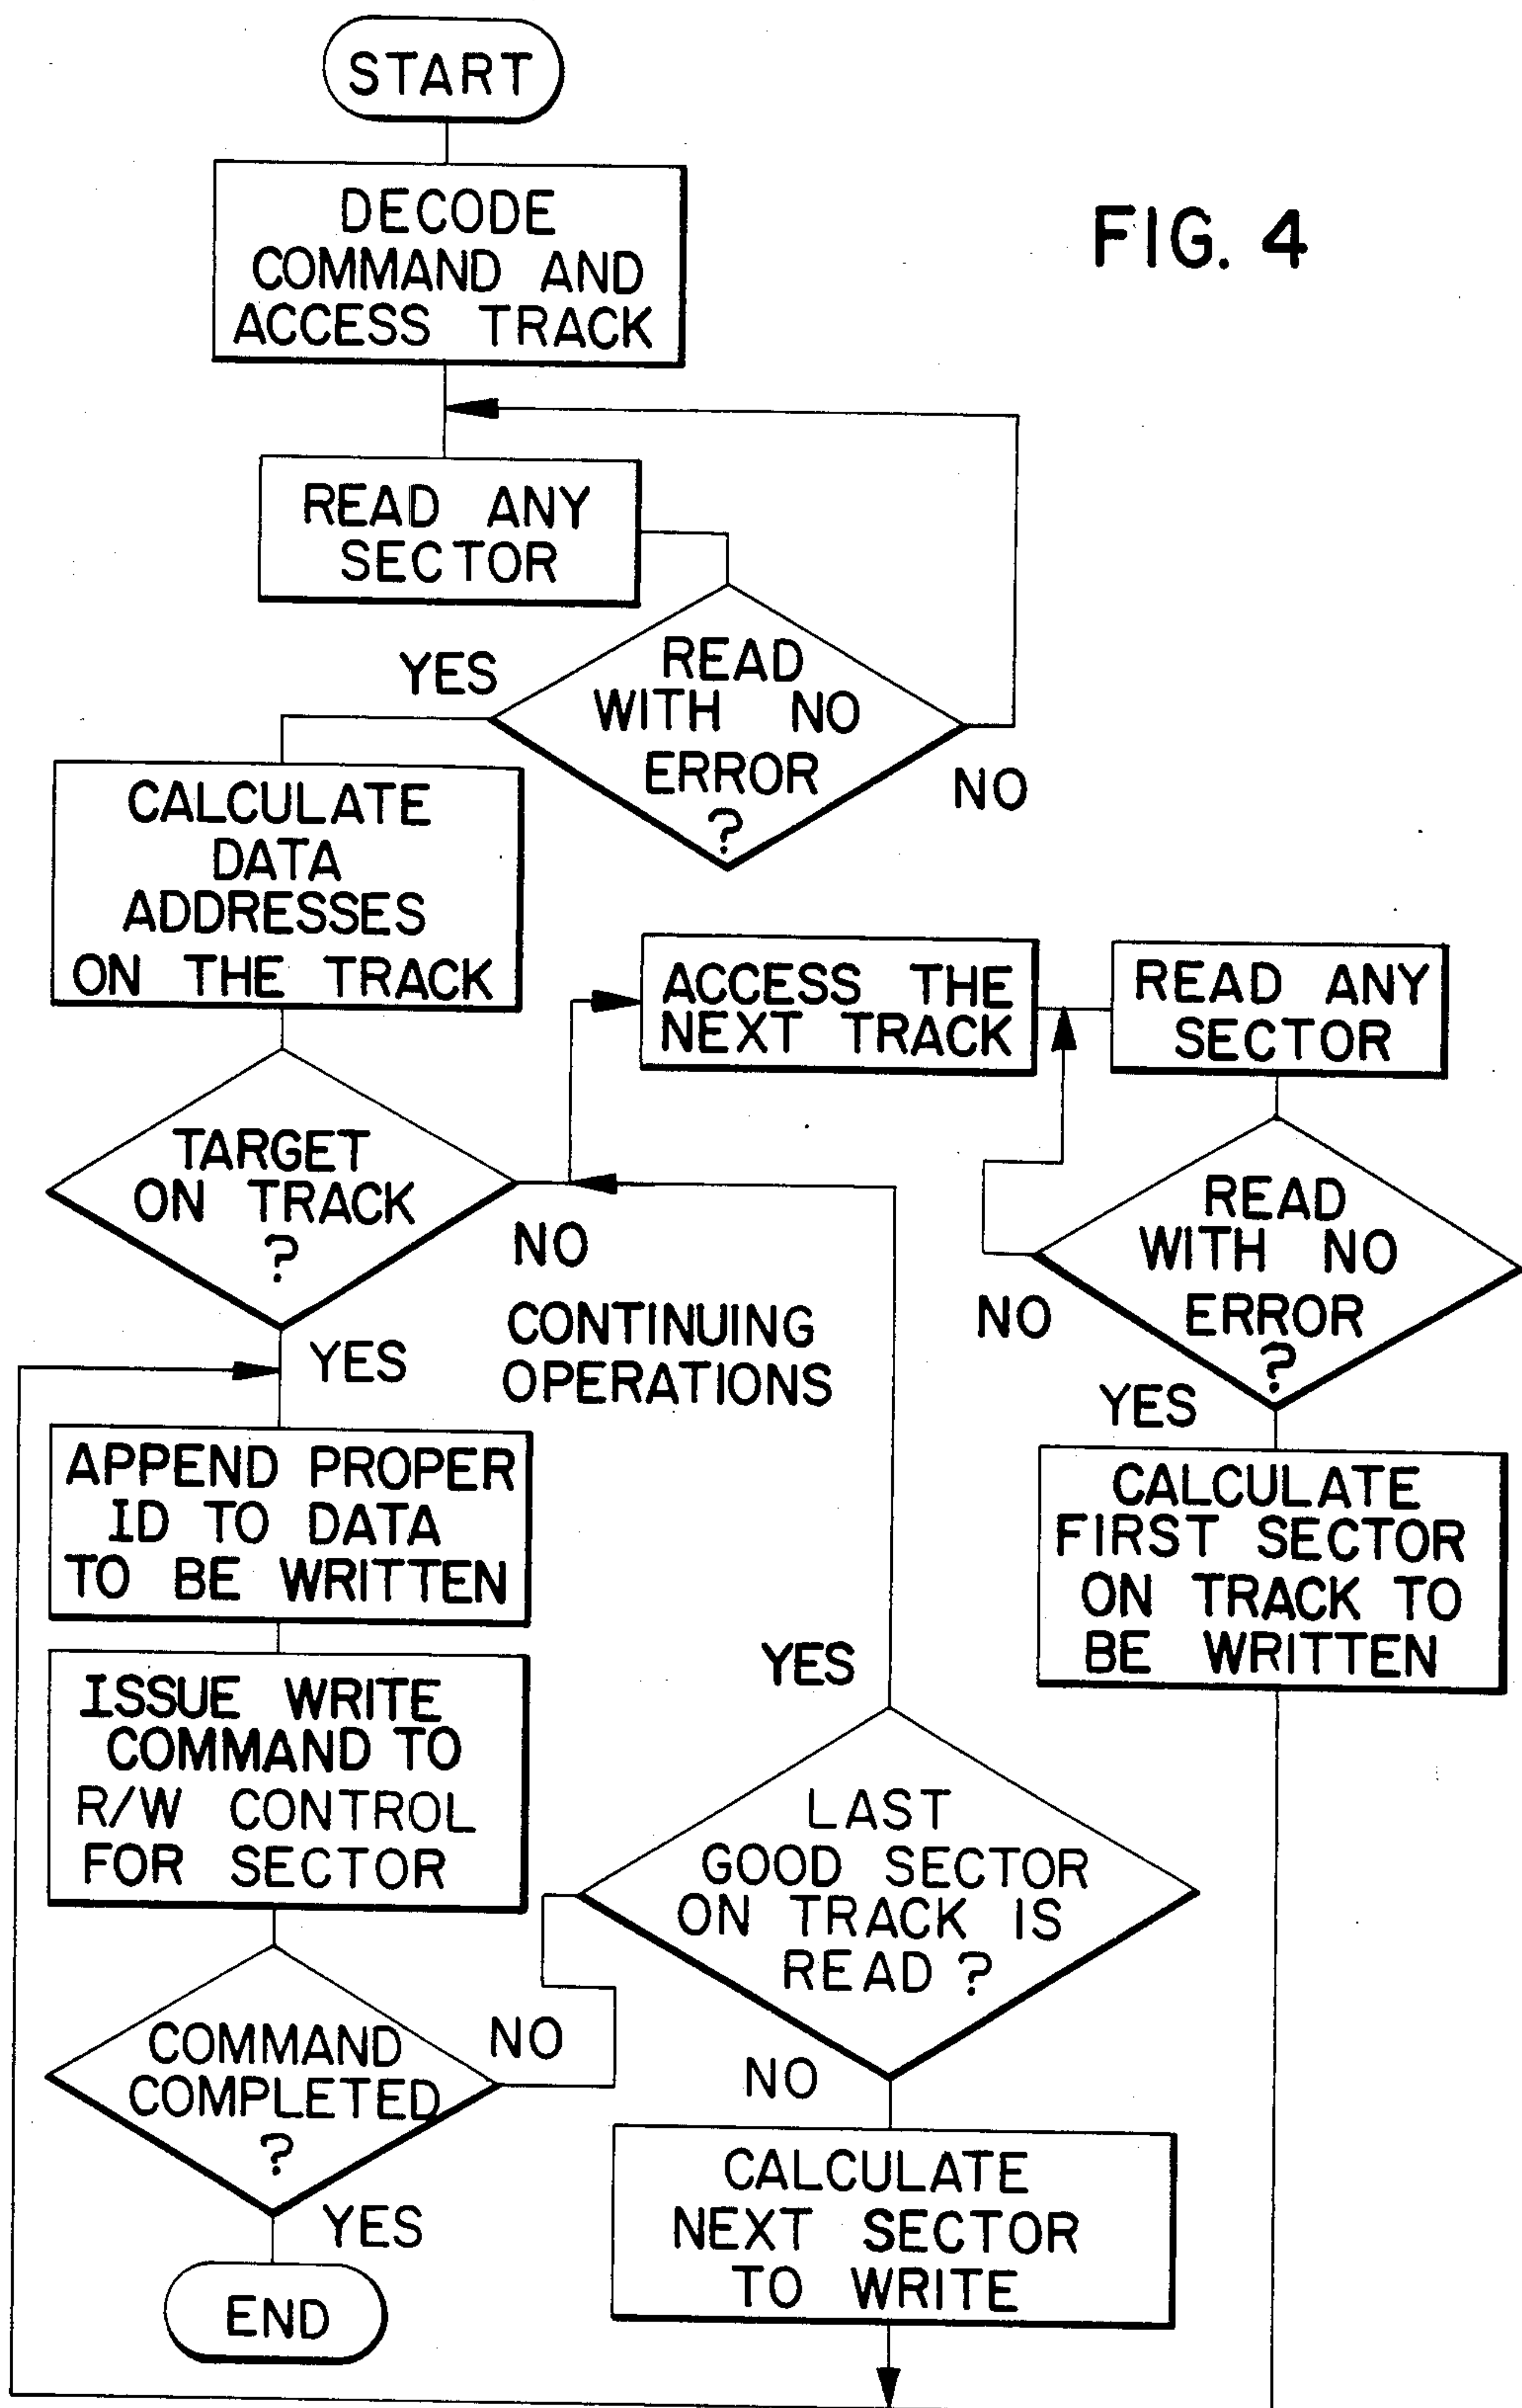 START
DECODE
COMMAND AND
ACCESS TRACK
FIG. 4
READ ANY
SECTOR
YES
READ
WITH NO
ERROR
?
NO
CALCULATE
DATA
ADDRESSES
ON THE TRACK
ACCESS THE
NEXT TRACK
READ ANY
SECTOR
TARGET
ON TRACK
?
NO
YES
READ
WITH NO
ERROR
?
NO
YES
CONTINUING
OPERATIONS
APPEND PROPER
ID TO DATA
TO BE WRITTEN
CALCULATE
FIRST SECTOR
ON TRACK TO
BE WRITTEN
ISSUE WRITE
COMMAND TO
R/W CONTROL
FOR SECTOR
YES
LAST
GOOD SECTOR
ON TRACK IS
READ ?
NO
COMMAND
COMPLETED
?
NO
YES
CALCULATE
NEXT SECTOR
TO WRITE
END